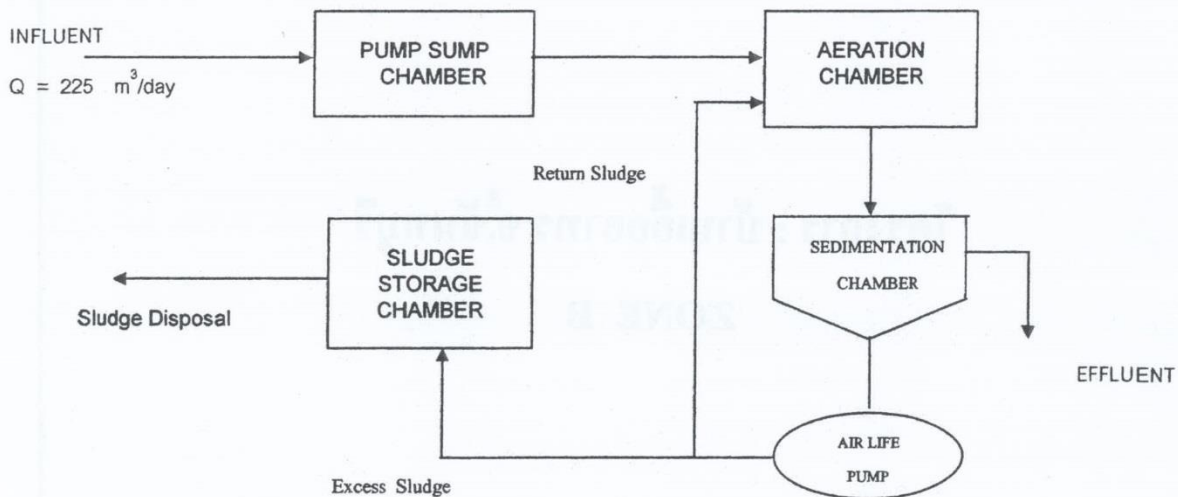 INFLUENT
Q = 225 m³/day
PUMP SUMP
CHAMBER
AERATION
CHAMBER
Return Sludge
SLUDGE
STORAGE
CHAMBER
SEDIMENTATION
CHAMBER
Sludge Disposal
EFFLUENT
AIR LIFE
PUMP
Excess Sludge
ZONE B